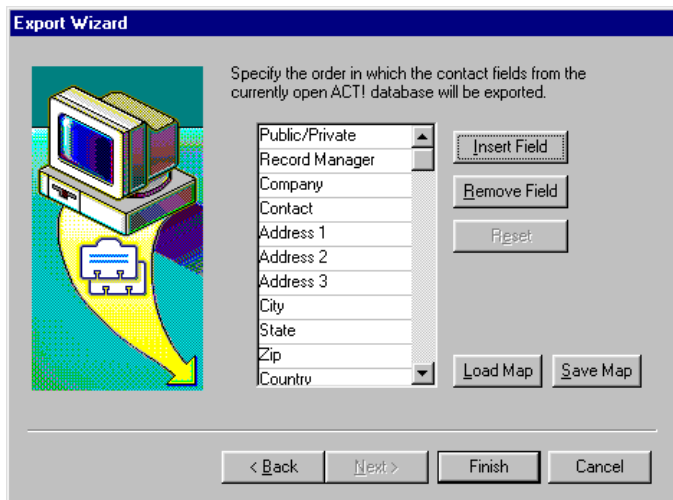 Export Wizard
Specify the order in which the contact fields from the
currently open ACT! database will be exported.
Public/Private
Record Manager
Company
Contact
Address 1
Address 2
Address 3
City
State
Zip
Country
Insert Field
Remove Field
Reset
Load Map
Save Map
< Back
Next >
Finish
Cancel